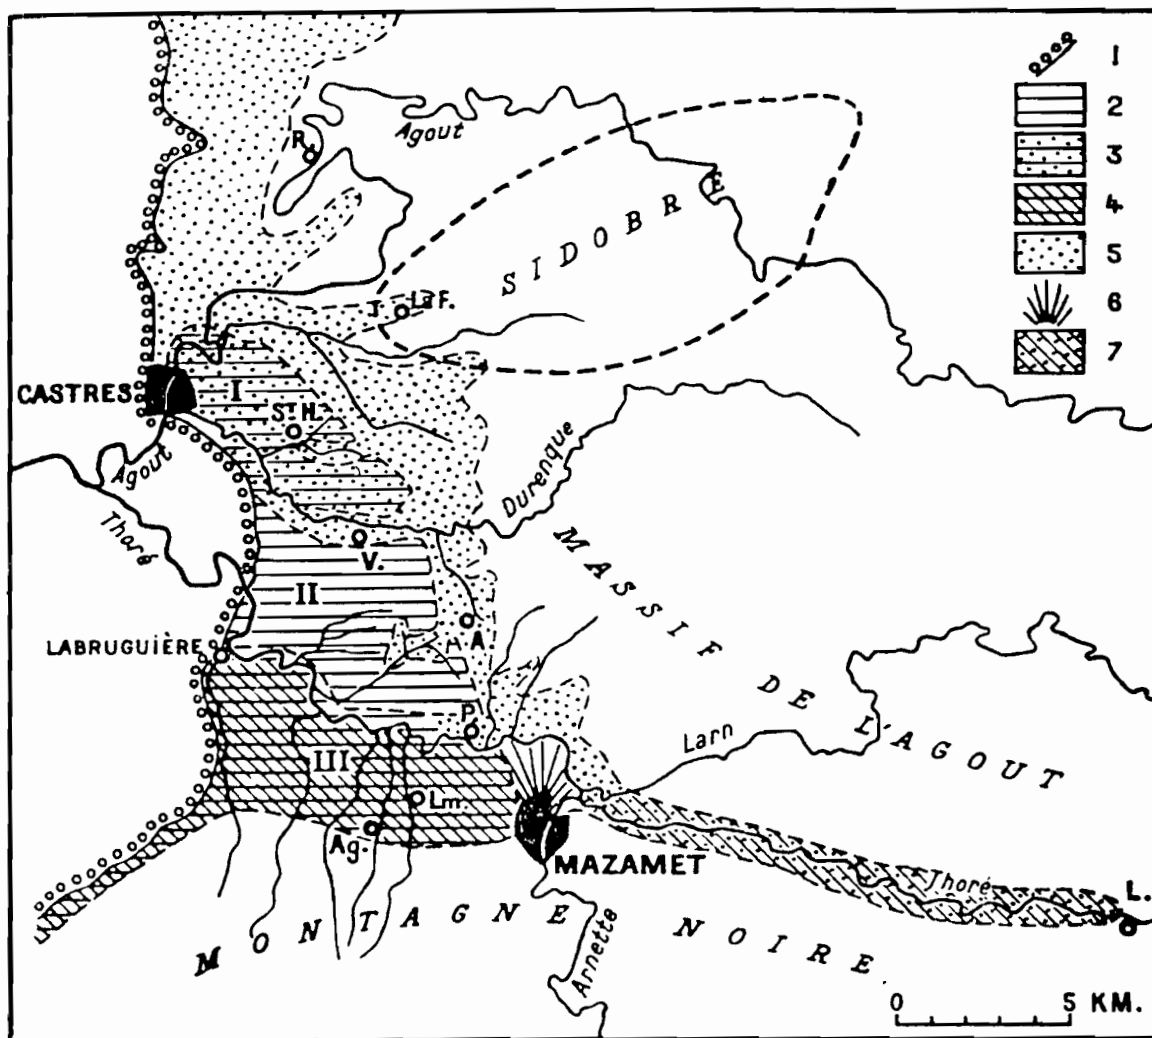 1
2
3
4
5
6
7
Agout
R.
SIDOBRE
La F.
CASTRES
I
St H.
Agout
Durenque
Thoré
V.
MASSIF DE L'AGOUT
II
A
LABRUGUIÈRE
P.
Larn
III
Lm.
Ag.
MAZAMET
Thoré
L.
MONTAGNE NOIRE
Arnette
0 5 KM.